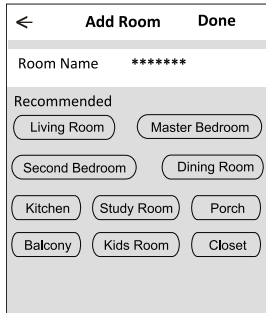 Add Room Done
Room Name *******
Recommended
Living Room Master Bedroom
Second Bedroom Dining Room
Kitchen Study Room Porch
Balcony Kids Room Closet